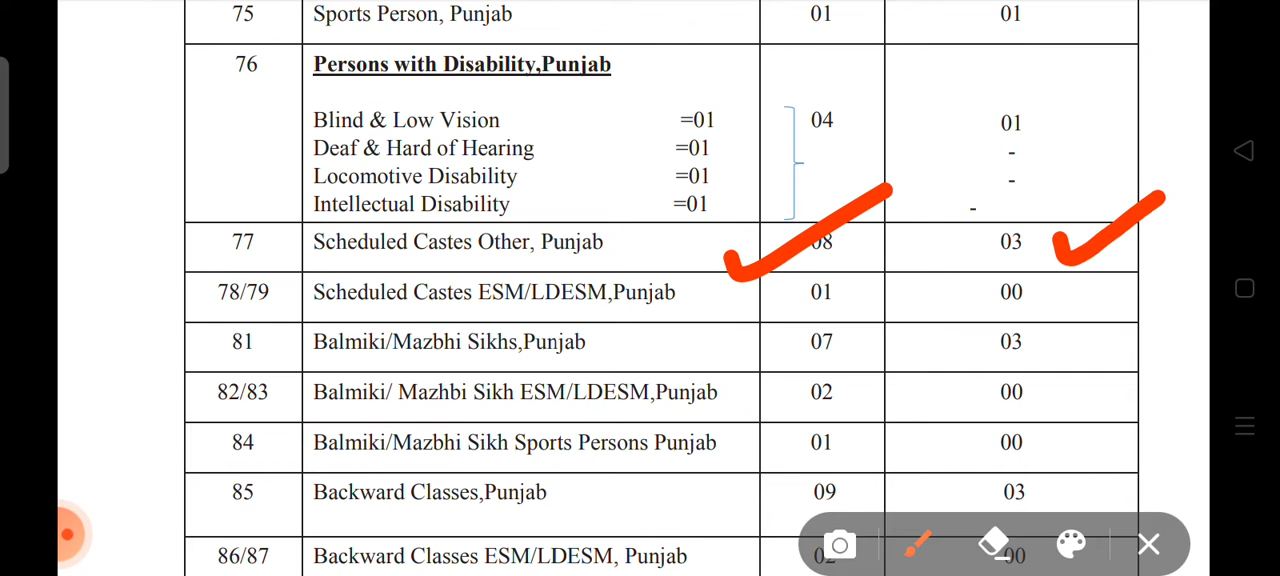 75 Sports Person, Punjab 01 01
76 Persons with Disability,Punjab
Blind & Low Vision =01 04 01
Deaf & Hard of Hearing =01 -
Locomotive Disability =01 -
Intellectual Disability =01 -
77 Scheduled Castes Other, Punjab 08 03
78/79 Scheduled Castes ESM/LDESM,Punjab 01 00
81 Balmiki/Mazbhi Sikhs,Punjab 07 03
82/83 Balmiki/ Mazhbi Sikh ESM/LDESM,Punjab 02 00
84 Balmiki/Mazbhi Sikh Sports Persons Punjab 01 00
85 Backward Classes,Punjab 09 03
86/87 Backward Classes ESM/LDESM, Punjab 00